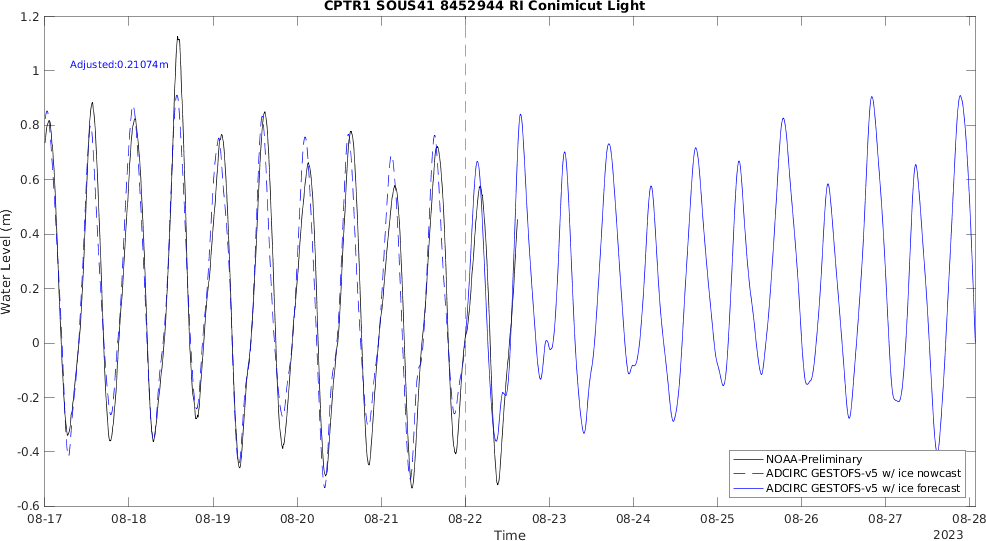 CPTR1 SOUS41 8452944 RI Conimicut Light
Adjusted:0.21074m
Water Level (m)
1.2
1
0.8
0.6
0.4
0.2
0
-0.2
-0.4
-0.6
NOAA-Preliminary
ADCIRC GESTOFS-v5 w/ ice nowcast
ADCIRC GESTOFS-v5 w/ ice forecast
08-17 08-18 08-19 08-20 08-21 08-22 08-23 08-24 08-25 08-26 08-27 08-28
Time
2023